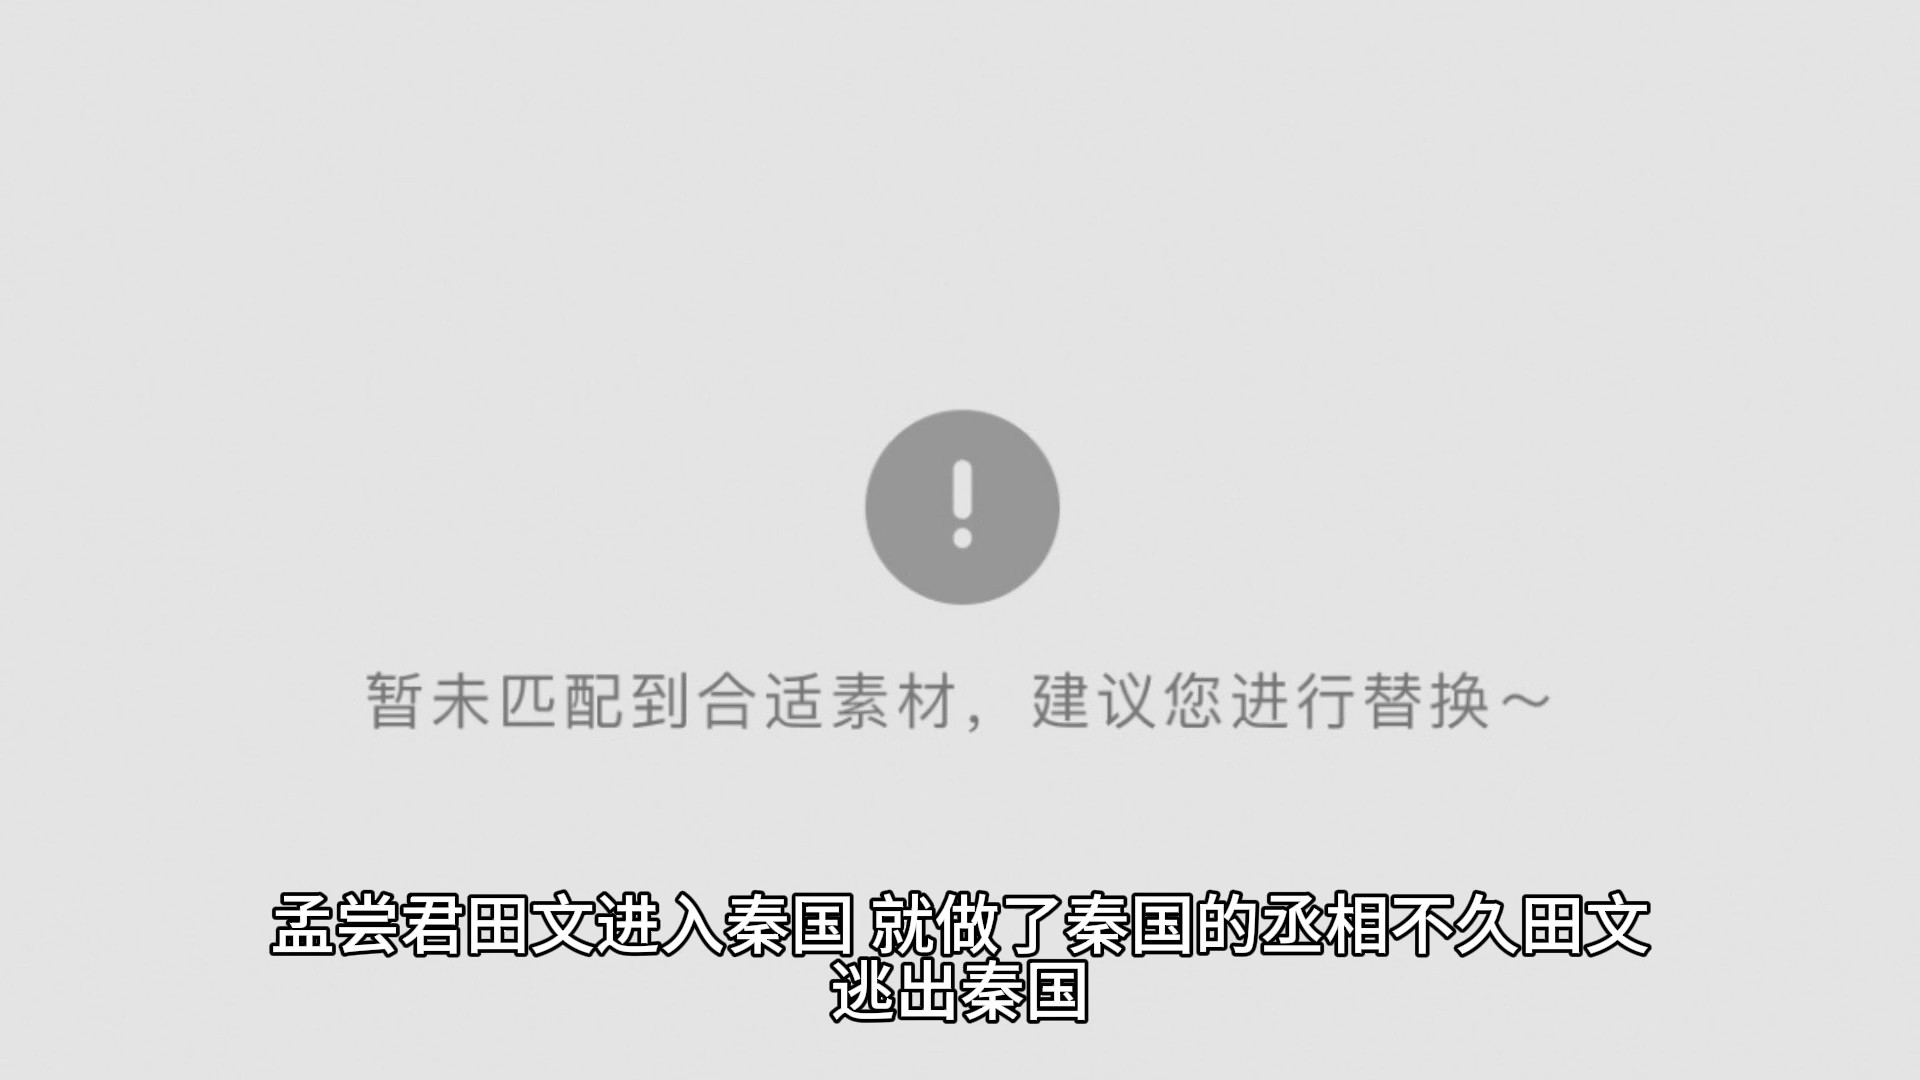 暂未匹配到合适素材，建议您进行替换～
孟尝君田文进入秦国 就做了秦国的丞相不久田文
逃出秦国